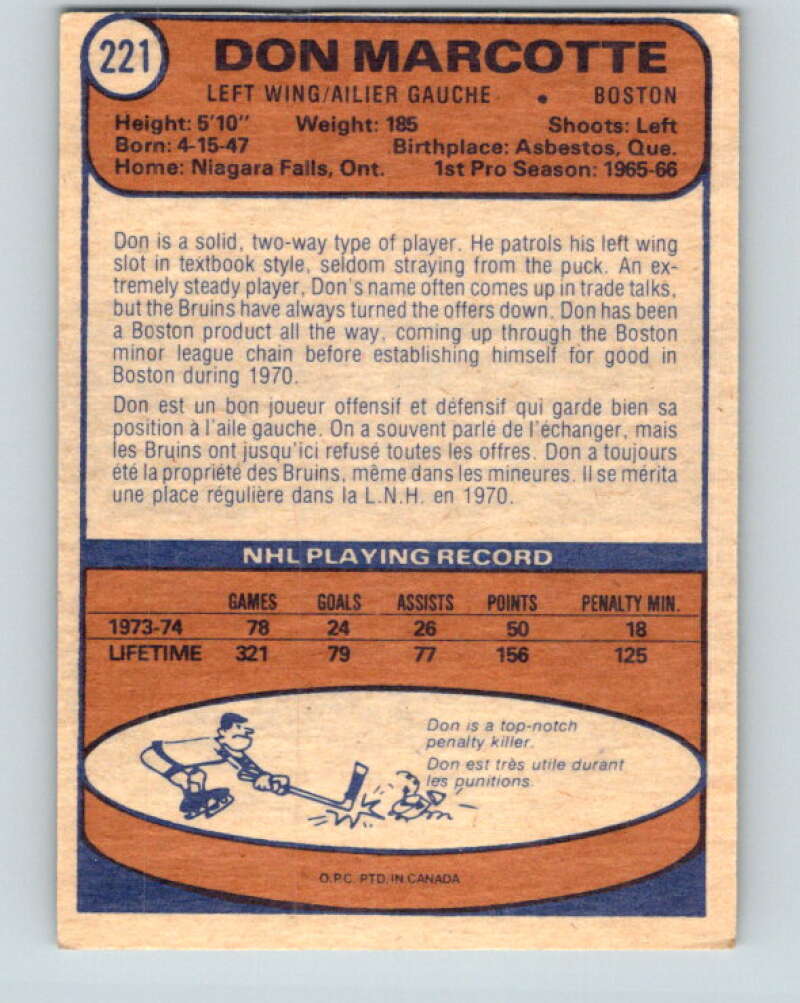 221
DON MARCOTTE
LEFT WING/AILIER GAUCHE • BOSTON
Height: 5'10" Weight: 185 Shoots: Left
Born: 4-15-47 Birthplace: Asbestos, Que.
Home: Niagara Falls, Ont. 1st Pro Season: 1965-66
Don is a solid, two-way type of player. He patrols his left wing
slot in textbook style, seldom straying from the puck. An ex-
tremely steady player, Don's name often comes up in trade talks,
but the Bruins have always turned the offers down. Don has been
a Boston product all the way, coming up through the Boston
minor league chain before establishing himself for good in
Boston during 1970.
Don est un bon joueur offensif et défensif qui garde bien sa
position à l'aile gauche. On a souvent parlé de l'échanger, mais
les Bruins ont jusqu'ici refusé toutes les offres. Don a toujours
été la propriété des Bruins, même dans les mineures. Il se mérita
une place régulière dans la L.N.H. en 1970.
NHL PLAYING RECORD
GAMES GOALS ASSISTS POINTS PENALTY MIN.
1973-74 78 24 26 50 18
LIFETIME 321 79 77 156 125
Don is a top-notch
penalty killer.
Don est très utile durant
les punitions.
O.P.C. PTD. IN CANADA